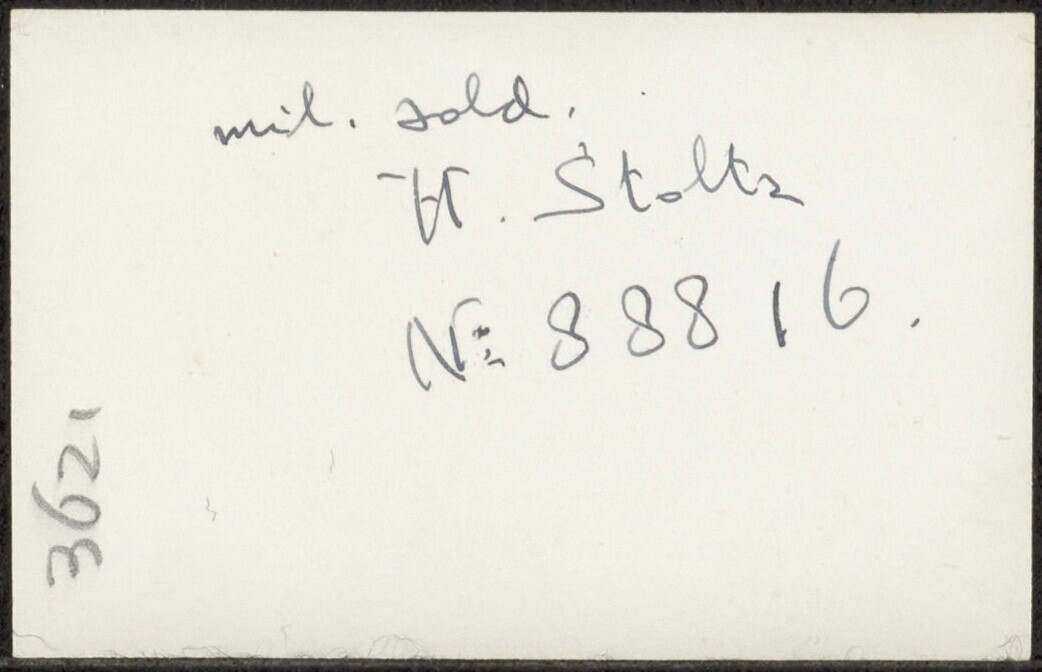 mil. sold.
H. Stoltz
No: 88816.
3621